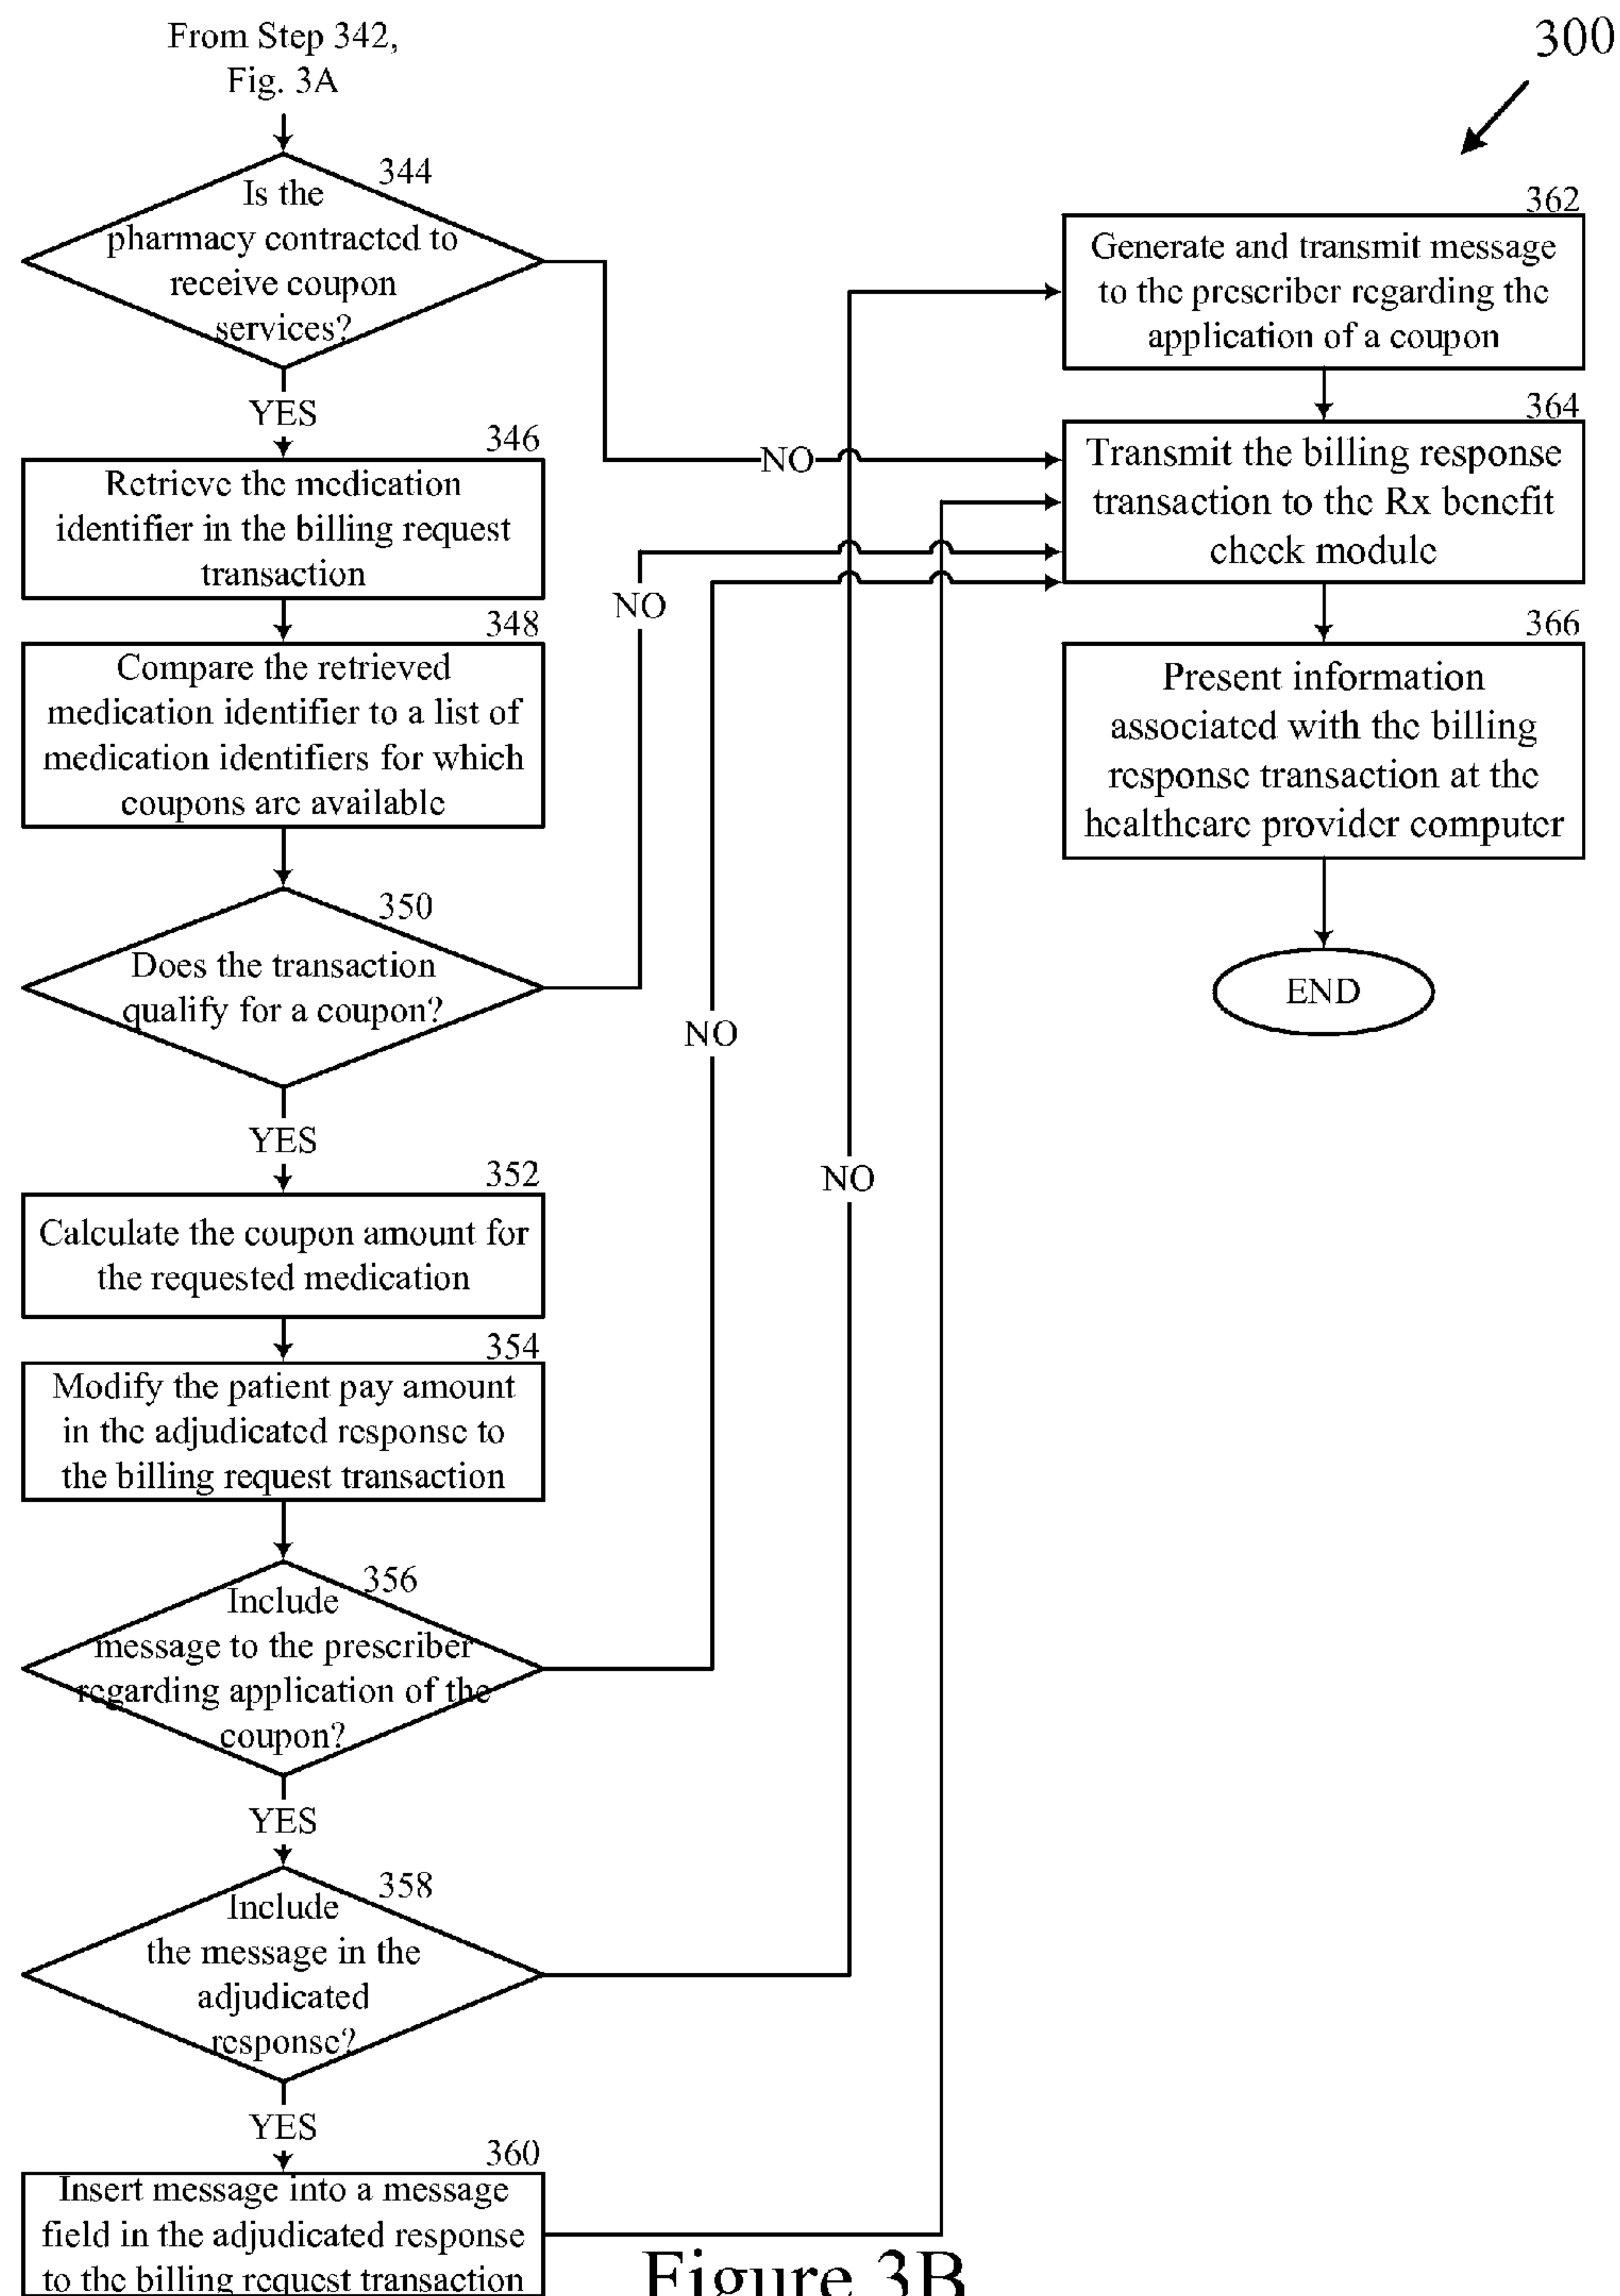 From Step 342,
Fig. 3A
300
344
Is the
pharmacy contracted to
receive coupon
services?
YES
346
Retrieve the medication
identifier in the billing request
transaction
348
Compare the retrieved
medication identifier to a list of
medication identifiers for which
coupons are available
350
Does the transaction
qualify for a coupon?
YES
352
Calculate the coupon amount for
the requested medication
354
Modify the patient pay amount
in the adjudicated response to
the billing request transaction
356
Include
message to the prescriber
regarding application of the
coupon?
YES
358
Include
the message in the
adjudicated
response?
YES
360
Insert message into a message
field in the adjudicated response
to the billing request transaction
NO
NO
NO
NO
362
Generate and transmit message
to the prescriber regarding the
application of a coupon
364
Transmit the billing response
transaction to the Rx benefit
check module
366
Present information
associated with the billing
response transaction at the
healthcare provider computer
END
Figure 3B